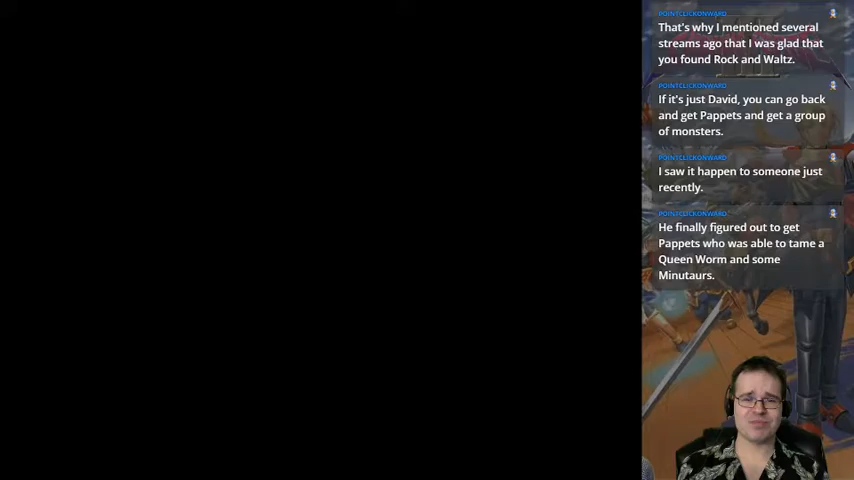 POINTCLICKONWARD
That's why I mentioned several
streams ago that I was glad that
you found Rock and Waltz.
POINTCLICKONWARD
If it's just David, you can go back
and get Pappets and get a group
of monsters.
POINTCLICKONWARD
I saw it happen to someone just
recently.
POINTCLICKONWARD
He finally figured out to get
Pappets who was able to tame a
Queen Worm and some
Minutaurs.